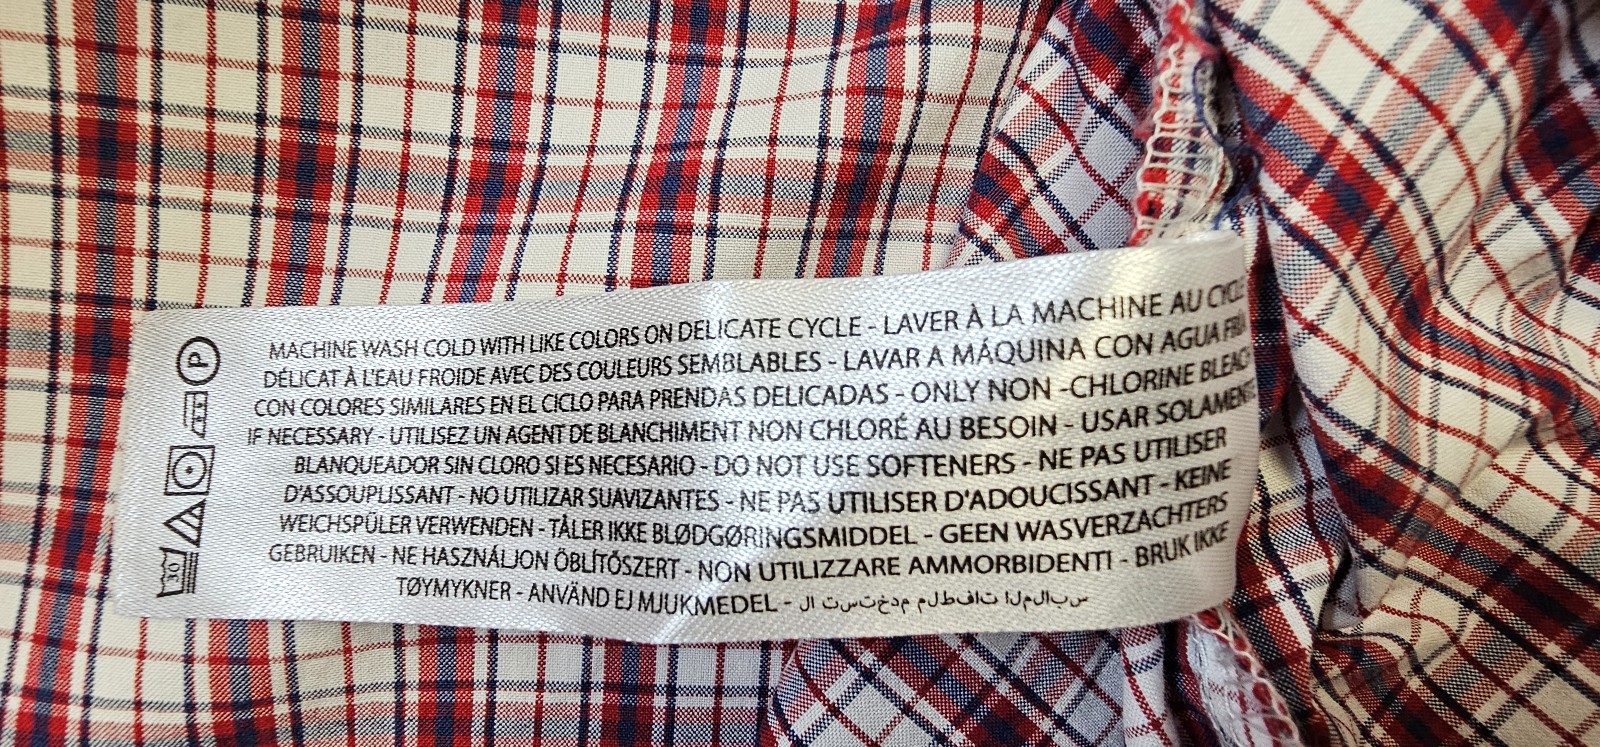 MACHINE WASH COLD WITH LIKE COLORS ON DELICATE CYCLE - LAVER À LA MACHINE AU CYCLE
DÉLICAT À L'EAU FROIDE AVEC DES COULEURS SEMBLABLES - LAVAR A MÁQUINA CON AGUA FRÍA
CON COLORES SIMILARES EN EL CICLO PARA PRENDAS DELICADAS - ONLY NON -CHLORINE BLEACH
IF NECESSARY - UTILISEZ UN AGENT DE BLANCHIMENT NON CHLORÉ AU BESOIN - USAR SOLAMENTE
BLANQUEADOR SIN CLORO SI ES NECESARIO - DO NOT USE SOFTENERS - NE PAS UTILISER
D'ASSOUPLISSANT - NO UTILIZAR SUAVIZANTES - NE PAS UTILISER D'ADOUCISSANT - KEINE
WEICHSPÜLER VERWENDEN - TÅLER IKKE BLØDGØRINGSMIDDEL - GEEN WASVERZACHTERS
GEBRUIKEN - NE HASZNÁLJON ÖBLÍTŐSZERT - NON UTILIZZARE AMMORBIDENTI - BRUK IKKE
TØYMYKNER - ANVÄND EJ MJUKMEDEL - لا تستخدم ملطفات الملابس
P
30